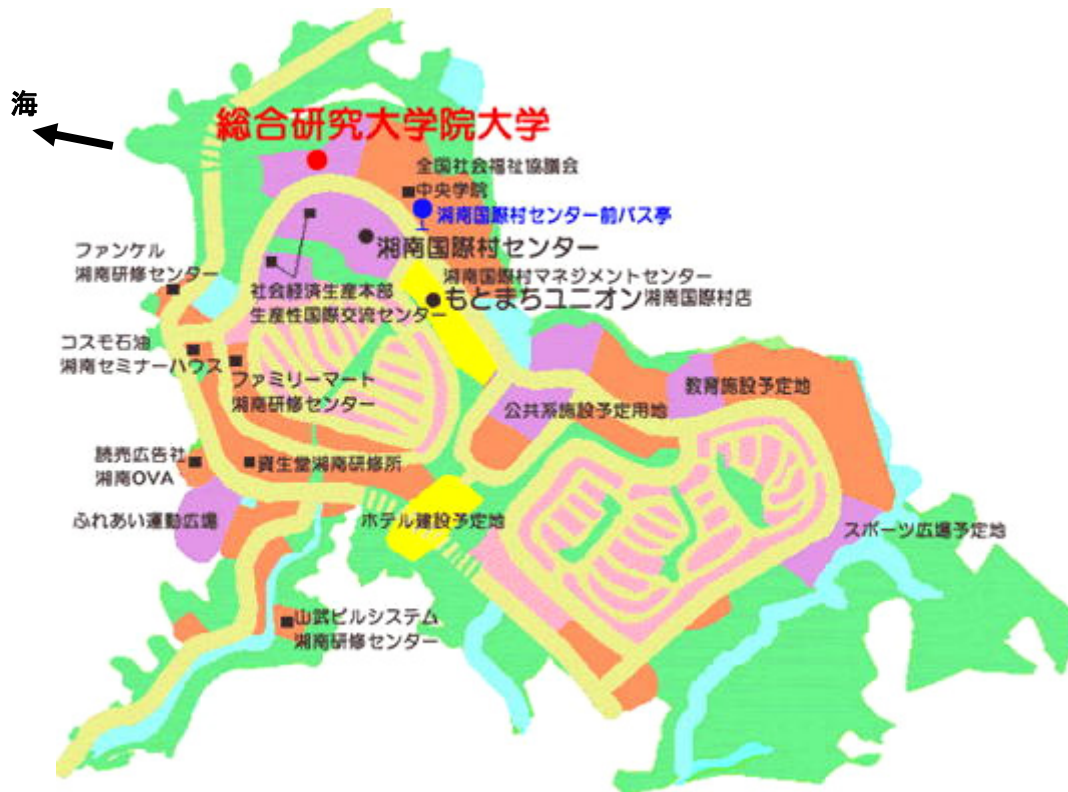 海
総合研究大学院大学
全国社会福祉協議会
中央学院
湘南国際村センター前バス亭
湘南国際村センター
ファンケル
湘南研修センター
湘南国際村マネジメントセンター
社会経済生産本部
生産性国際交流センター
もとまちユニオン湘南国際村店
コスモ石油
湘南セミナーハウス
ファミリーマート
湘南研修センター
教育施設予定地
公共系施設予定用地
読売広告社
湘南OVA
資生堂湘南研修所
ふれあい運動広場
ホテル建設予定地
スポーツ広場予定地
山武ビルシステム
湘南研修センター